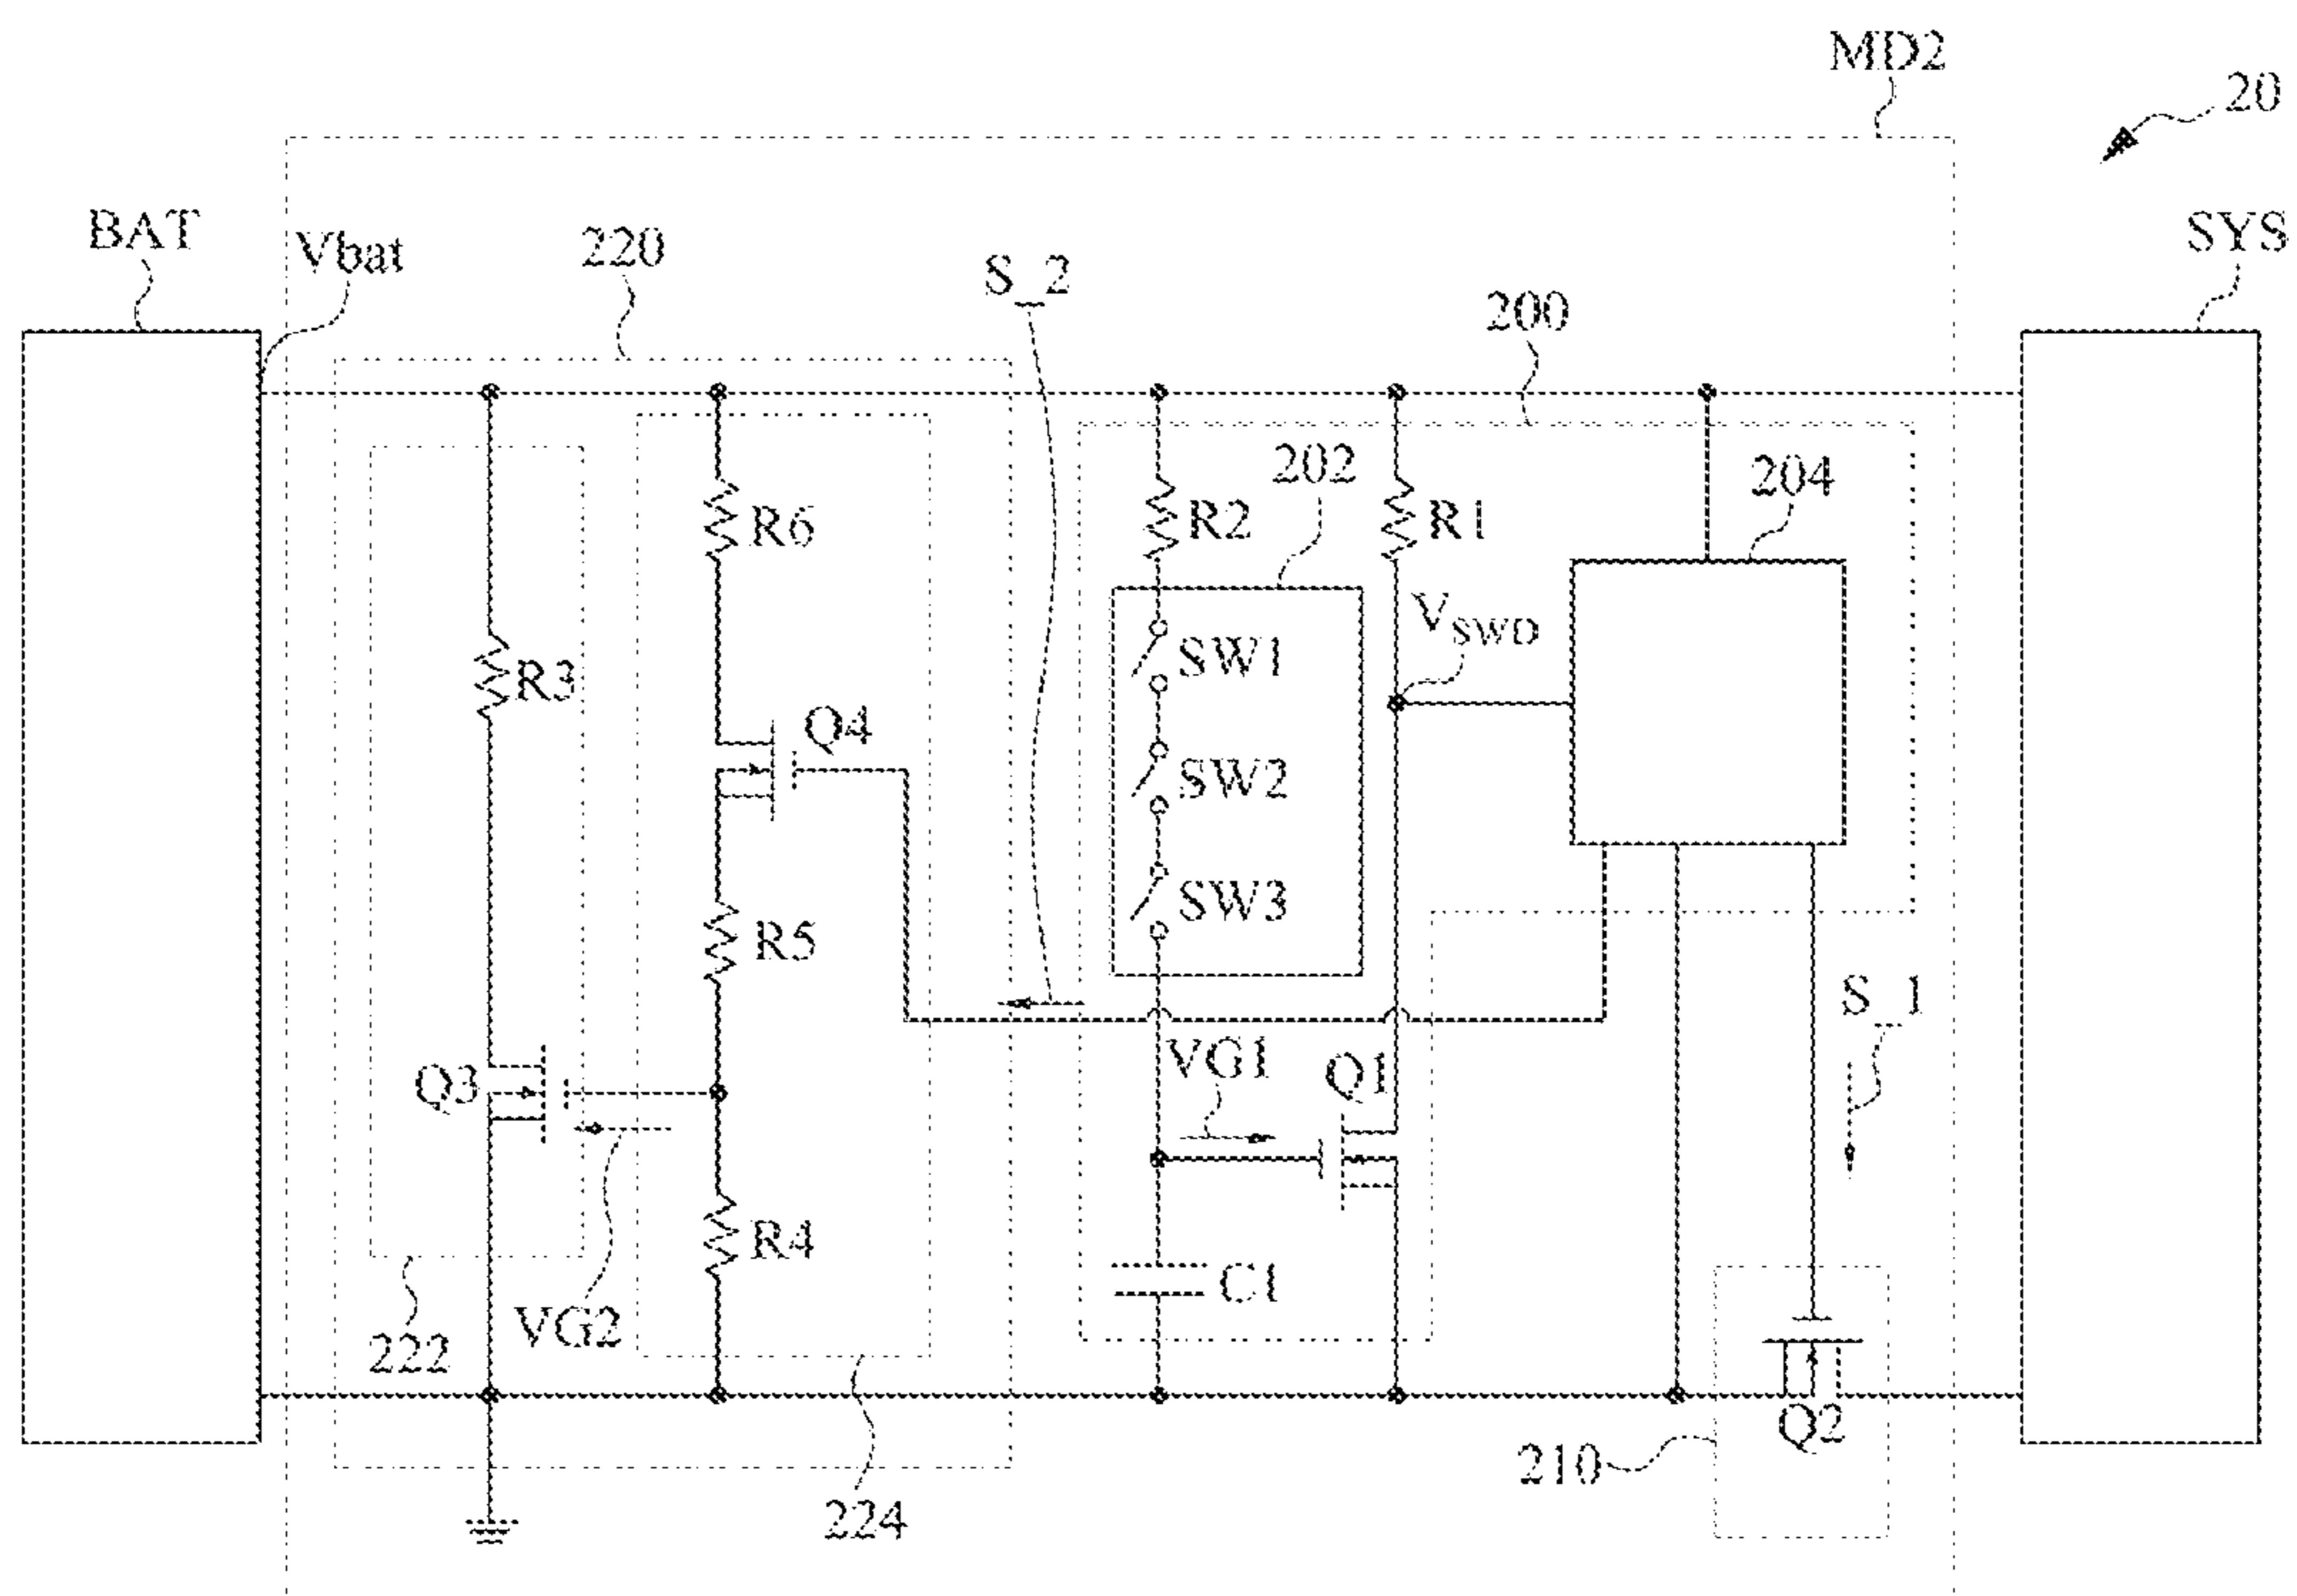 MD2
20
BAT
Vbat
220
S_2
200
SYS
202
204
R6
R2
R1
VSWD
SW1
R3
Q4
SW2
SW3
R5
S_1
VG1
Q1
Q3
R4
C1
VG2
222
Q2
210
224